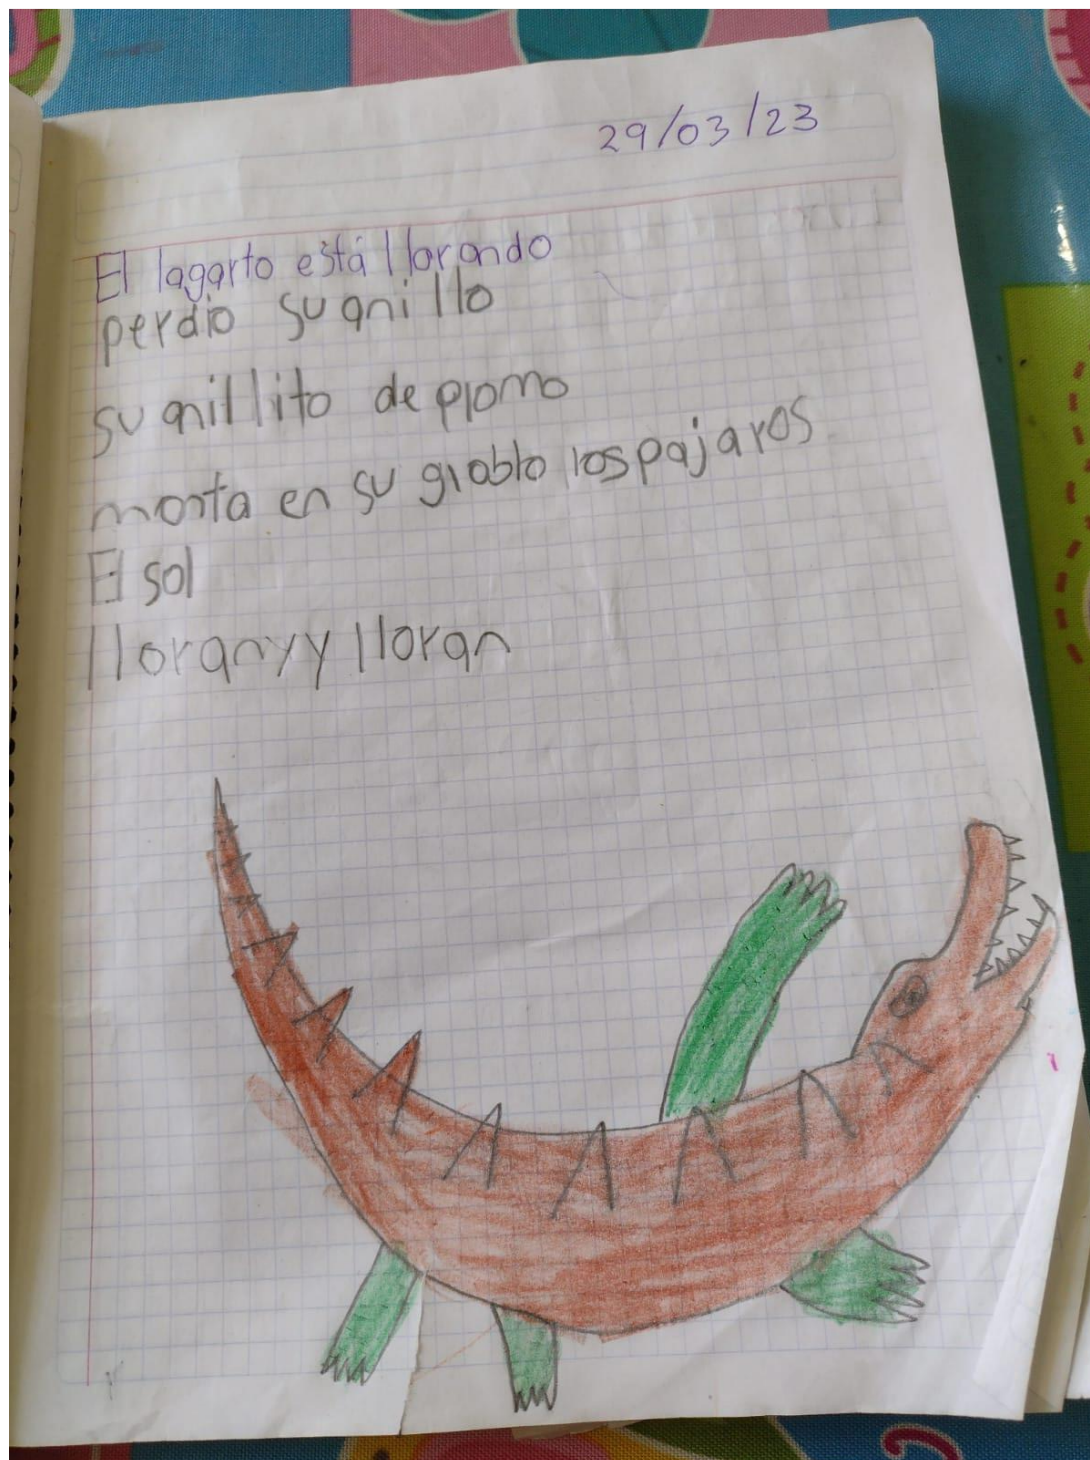 29/03/23
El lagarto está llorando
perdio su anillo
su anillito de plomo
monta en su glabto los pajaros
El sol
lloranyy lloran